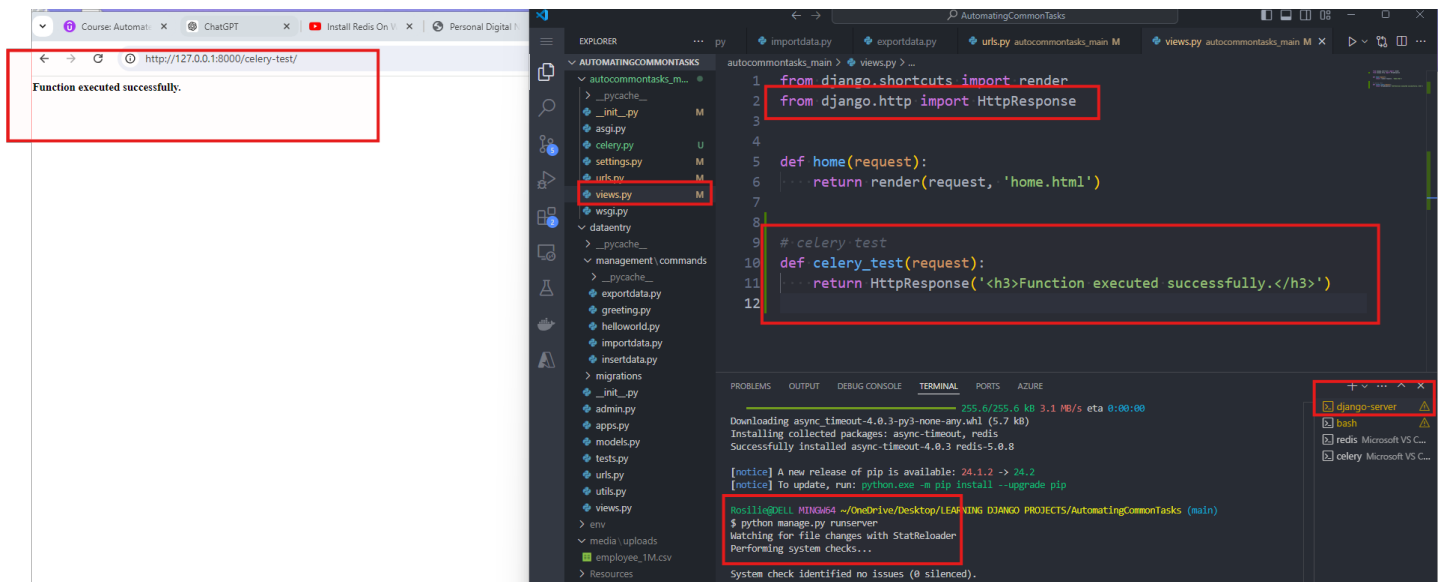 Course: Automate
ChatGPT
Install Redis On W
Personal Digital N
http://127.0.0.1:8000/celery-test/
Function executed successfully.
AutomatingCommonTasks
EXPLORER
py
importdata.py
exportdata.py
urls.py autocommontasks_main M
views.py autocommontasks_main M
AUTOMATINGCOMMONTASKS
autocommontasks_m...
__pycache__
__init__.py M
asgi.py
celery.py U
settings.py M
urls.py M
views.py M
wsgi.py
dataentry
__pycache__
management\commands
__pycache__
exportdata.py
greeting.py
helloworld.py
importdata.py
insertdata.py
migrations
__init__.py
admin.py
apps.py
models.py
tests.py
urls.py
utils.py
views.py
env
media\uploads
employee_1M.csv
Resources
5
2
autocommontasks_main > views.py > ...
1 from django.shortcuts import render
2 from django.http import HttpResponse
3
4
5 def home(request):
6 return render(request, 'home.html')
7
8
9 # celery test
10 def celery_test(request):
11 return HttpResponse('<h3>Function executed successfully.</h3>')
12
PROBLEMS OUTPUT DEBUG CONSOLE TERMINAL PORTS AZURE
255.6/255.6 kB 3.1 MB/s eta 0:00:00
Downloading async_timeout-4.0.3-py3-none-any.whl (5.7 kB)
Installing collected packages: async-timeout, redis
Successfully installed async-timeout-4.0.3 redis-5.0.8
[notice] A new release of pip is available: 24.1.2 -> 24.2
[notice] To update, run: python.exe -m pip install --upgrade pip
Rosilie@DELL MINGW64 ~/OneDrive/Desktop/LEARNING DJANGO PROJECTS/AutomatingCommonTasks (main)
$ python manage.py runserver
Watching for file changes with StatReloader
Performing system checks...
System check identified no issues (0 silenced).
django-server
bash
redis Microsoft VS C...
celery Microsoft VS C...